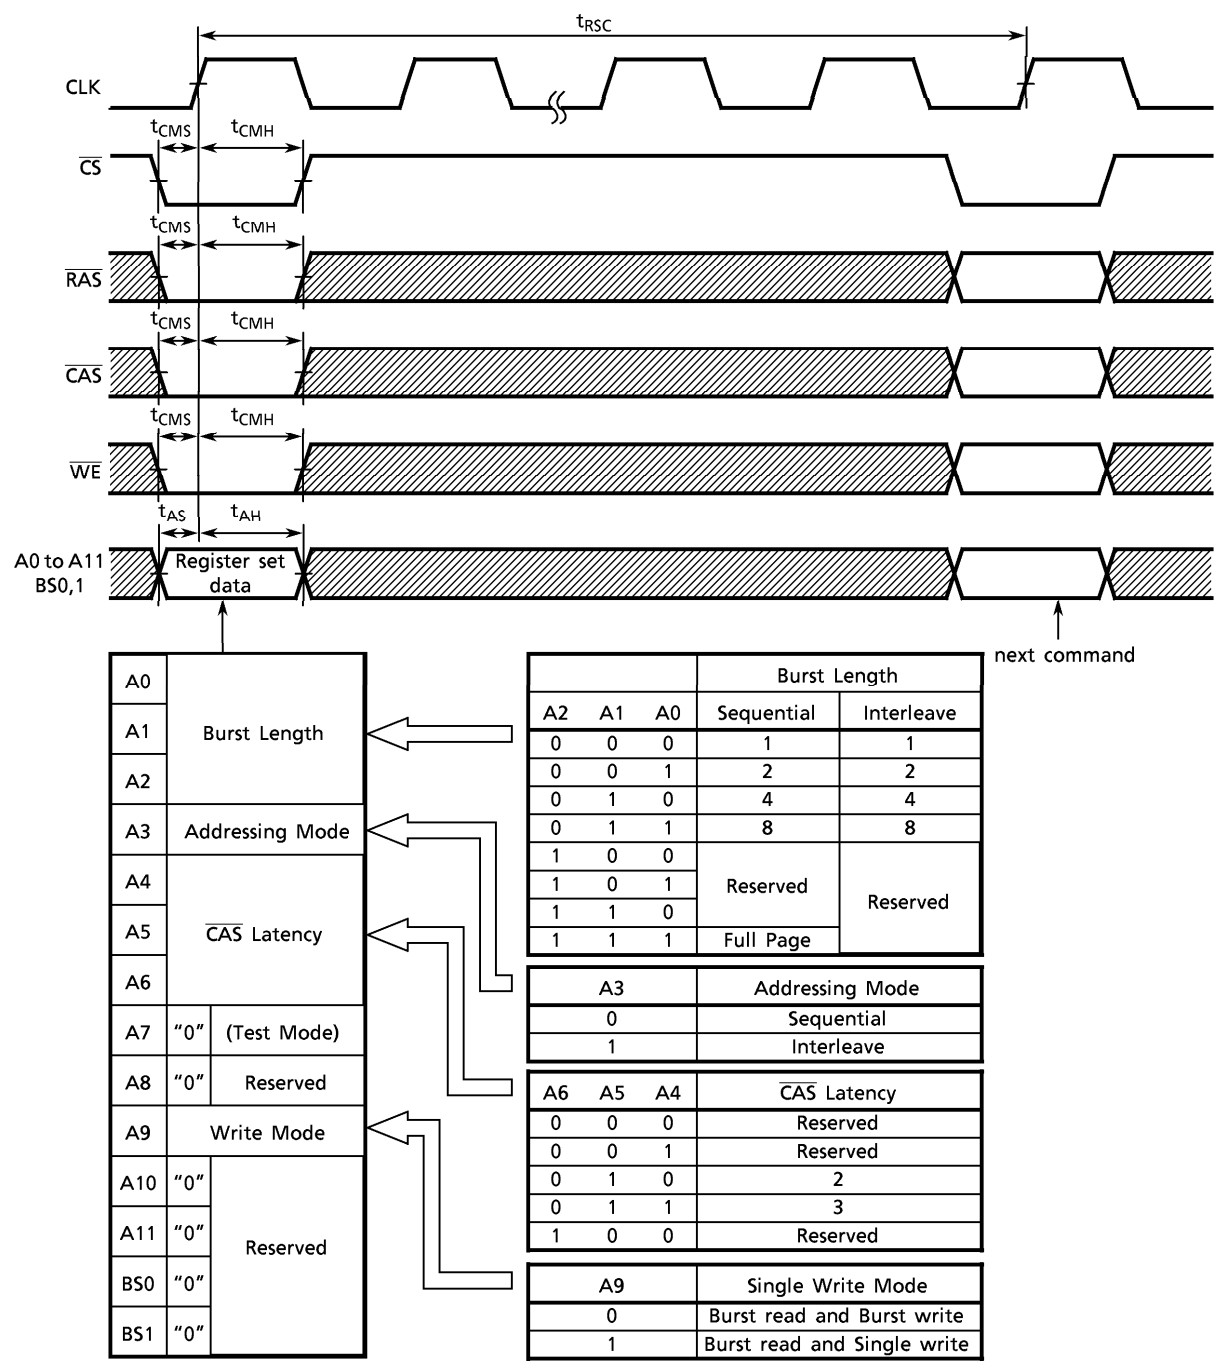 tRSC
CLK
tCMS tCMH
CS
tCMS tCMH
RAS
tCMS tCMH
CAS
tCMS tCMH
WE
tAS tAH
A0 to A11
BS0,1
Register set
data
next command
A0
A1 Burst Length
A2
A3 Addressing Mode
A4
A5 CAS Latency
A6
A7 “0” (Test Mode)
A8 “0” Reserved
A9 Write Mode
A10 “0”
A11 “0”
Reserved
BS0 “0”
BS1 “0”
Burst Length
A2 A1 A0 Sequential Interleave
0 0 0 1 1
0 0 1 2 2
0 1 0 4 4
0 1 1 8 8
1 0 0
1 0 1 Reserved
Reserved
1 1 0
1 1 1 Full Page
A3 Addressing Mode
0 Sequential
1 Interleave
A6 A5 A4 CAS Latency
0 0 0 Reserved
0 0 1 Reserved
0 1 0 2
0 1 1 3
1 0 0 Reserved
A9 Single Write Mode
0 Burst read and Burst write
1 Burst read and Single write